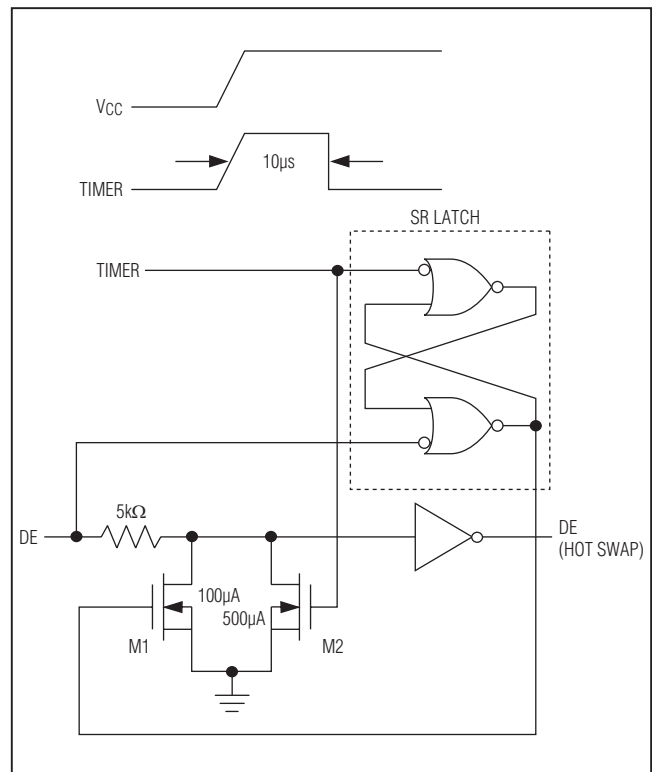 VCC
10µs
TIMER
SR LATCH
TIMER
5kΩ
DE
DE
(HOT SWAP)
100µA
500µA
M1
M2